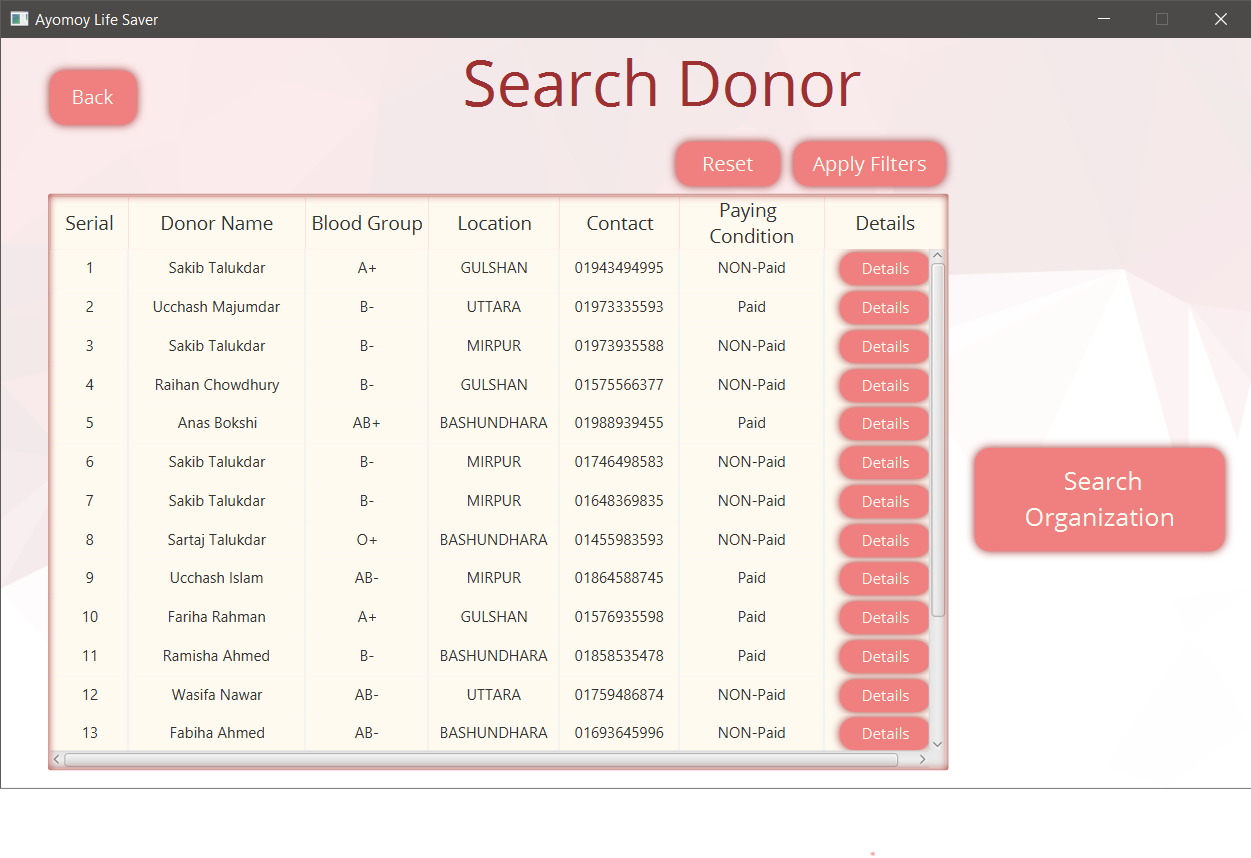 Ayomoy Life Saver
Search Donor
Back
Reset Apply Filters
Serial Donor Name Blood Group Location Contact Paying Condition Details
1 Sakib Talukdar A+ GULSHAN 01943494995 NON-Paid Details
2 Ucchash Majumdar B- UTTARA 01973335593 Paid Details
3 Sakib Talukdar B- MIRPUR 01973935588 NON-Paid Details
4 Raihan Chowdhury B- GULSHAN 01575566377 NON-Paid Details
5 Anas Bokshi AB+ BASHUNDHARA 01988939455 Paid Details
6 Sakib Talukdar B- MIRPUR 01746498583 NON-Paid Details
7 Sakib Talukdar B- MIRPUR 01648369835 NON-Paid Details
8 Sartaj Talukdar O+ BASHUNDHARA 01455983593 NON-Paid Details
9 Ucchash Islam AB- MIRPUR 01864588745 Paid Details
10 Fariha Rahman A+ GULSHAN 01576935598 Paid Details
11 Ramisha Ahmed B- BASHUNDHARA 01858535478 Paid Details
12 Wasifa Nawar AB- UTTARA 01759486874 NON-Paid Details
13 Fabiha Ahmed AB- BASHUNDHARA 01693645996 NON-Paid Details
Search
Organization